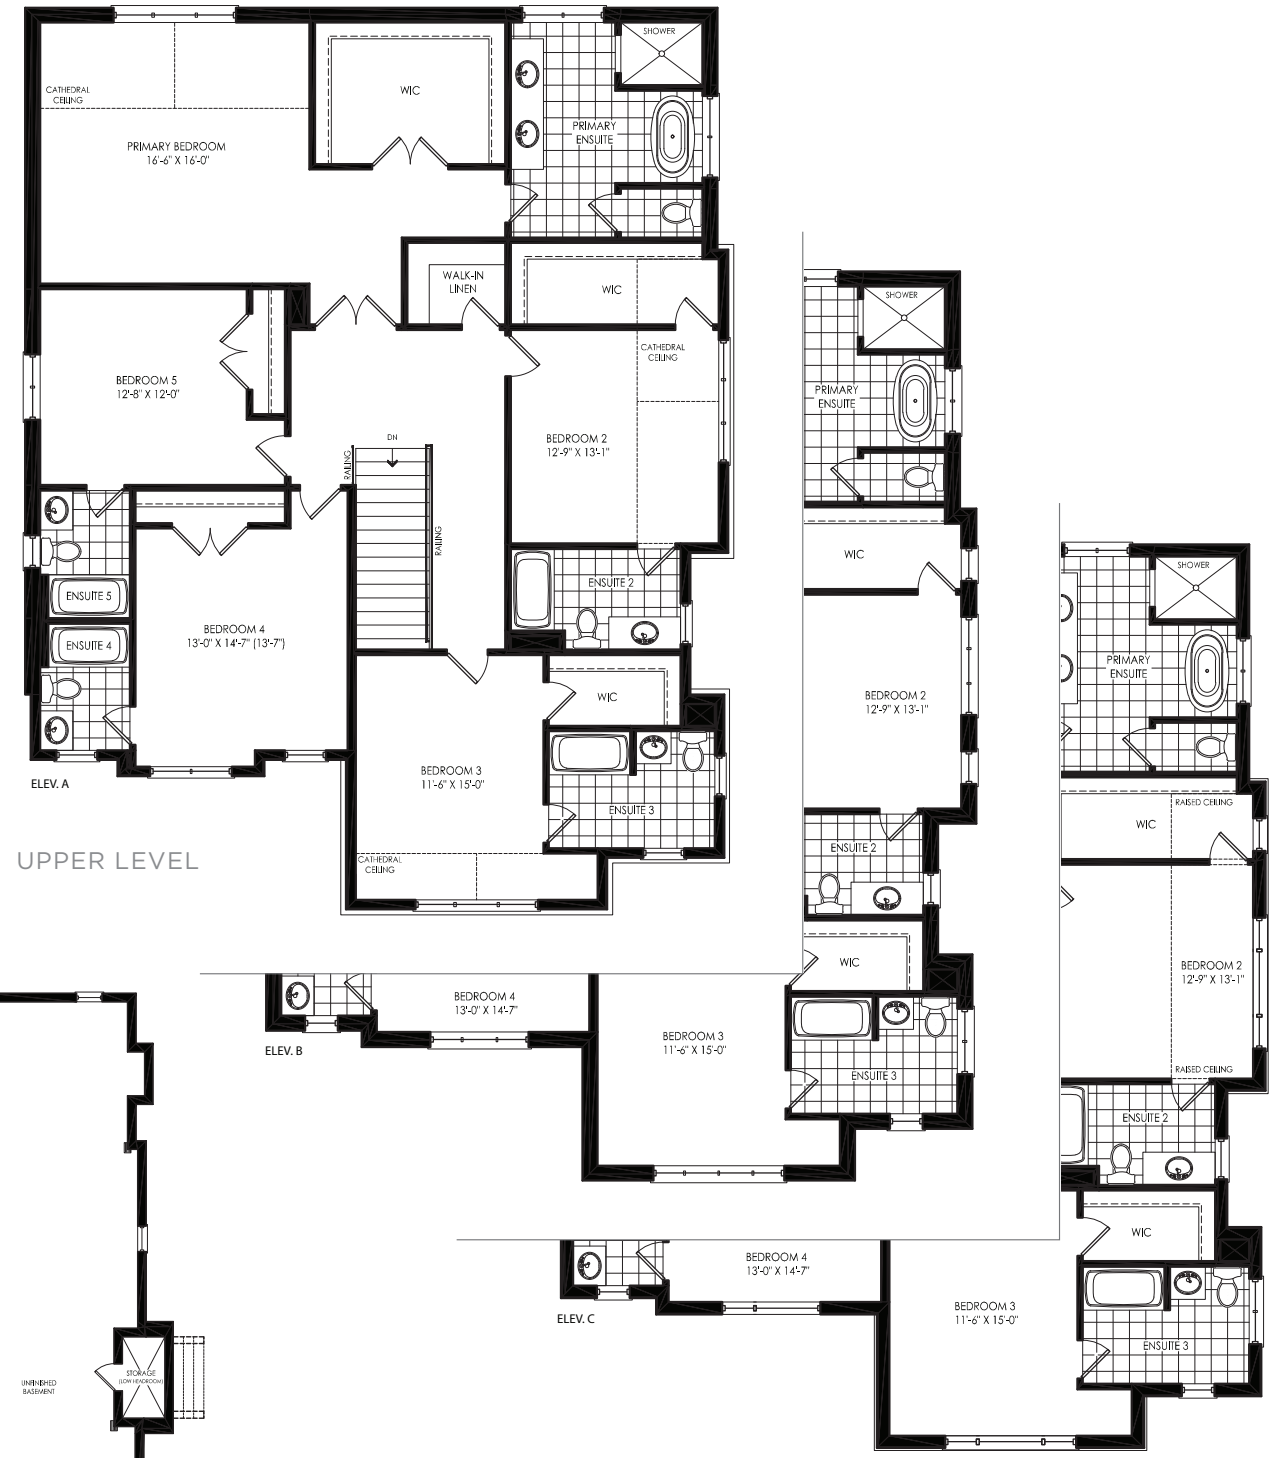 SHOWER
CATHEDRAL
CEILING
WIC
PRIMARY
ENSUITE
PRIMARY BEDROOM
16'-6" X 16'-0"
WALK-IN
LINEN
WIC
CATHEDRAL
CEILING
BEDROOM 5
12'-8" X 12'-0"
DN
RAILING
RAILING
BEDROOM 2
12'-9" X 13'-1"
ENSUITE 5
ENSUITE 4
ENSUITE 2
BEDROOM 4
13'-0" X 14'-7" (13'-7")
WIC
BEDROOM 3
11'-6" X 15'-0"
ENSUITE 3
CATHEDRAL
CEILING
ELEV. A
UPPER LEVEL
SHOWER
PRIMARY
ENSUITE
WIC
BEDROOM 2
12'-9" X 13'-1"
ENSUITE 2
WIC
BEDROOM 4
13'-0" X 14'-7"
BEDROOM 3
11'-6" X 15'-0"
ENSUITE 3
ELEV. B
SHOWER
PRIMARY
ENSUITE
RAISED CEILING
WIC
BEDROOM 2
12'-9" X 13'-1"
RAISED CEILING
ENSUITE 2
WIC
BEDROOM 4
13'-0" X 14'-7"
BEDROOM 3
11'-6" X 15'-0"
ENSUITE 3
ELEV. C
STORAGE
(LOW HEADROOM)
UNFINISHED
BASEMENT